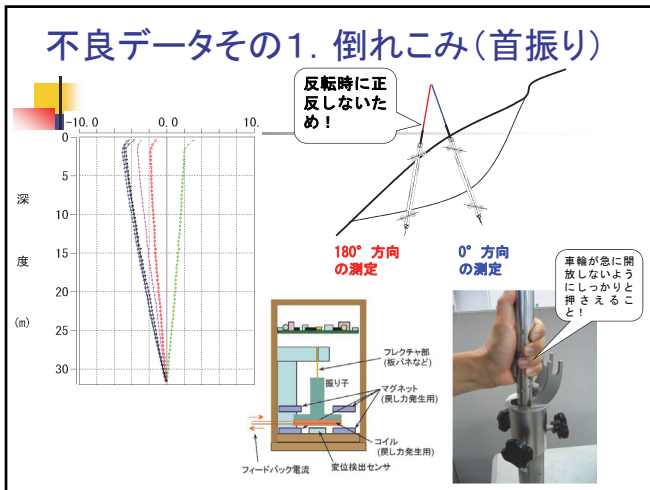 不良データその１．倒れこみ（首振り）
反転時に正
反しないた
め！
-10.0
0.0
10.
0
5
10
15
20
25
30
深
度
(m)
180°方向
の測定
0°方向
の測定
車輪が急に開
放しないよう
にしっかりと
押さえるこ
と！
フレクチャ部
(板バネなど)
振り子
マグネット
(戻し力発生用)
コイル
(戻し力発生用)
変位検出センサ
フィードバック電流